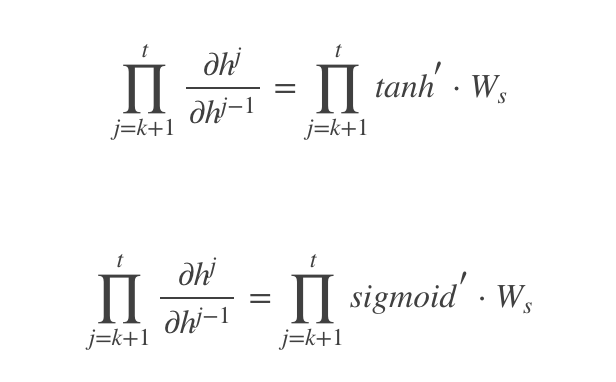 ∏_{j=k+1}^{t} ∂h^j / ∂h^{j−1} = ∏_{j=k+1}^{t} tanh′ · W_s
∏_{j=k+1}^{t} ∂h^j / ∂h^{j−1} = ∏_{j=k+1}^{t} sigmoid′ · W_s